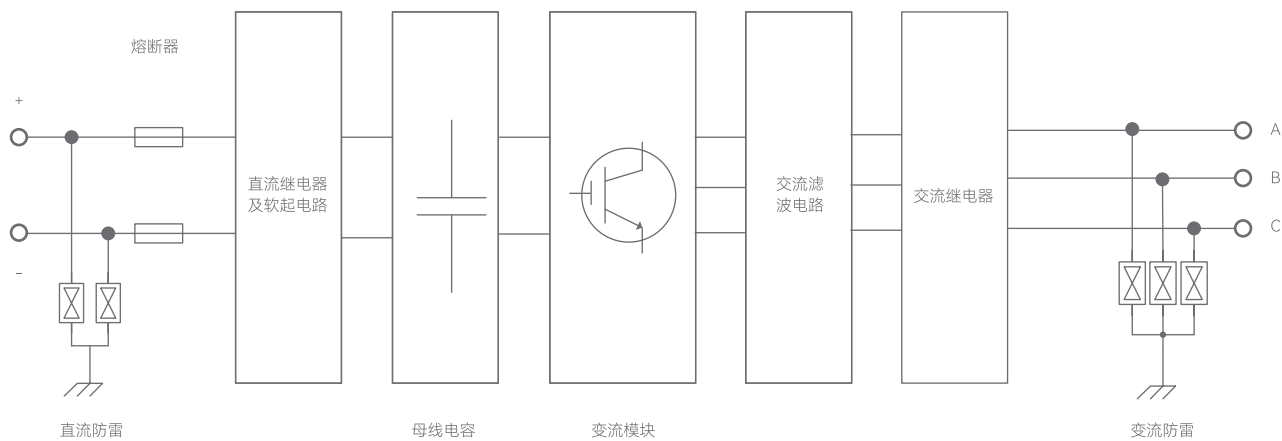 熔断器
+
A
直流继电器
及软起电路
交流滤
波电路
交流继电器
B
C
-
直流防雷
母线电容
变流模块
变流防雷